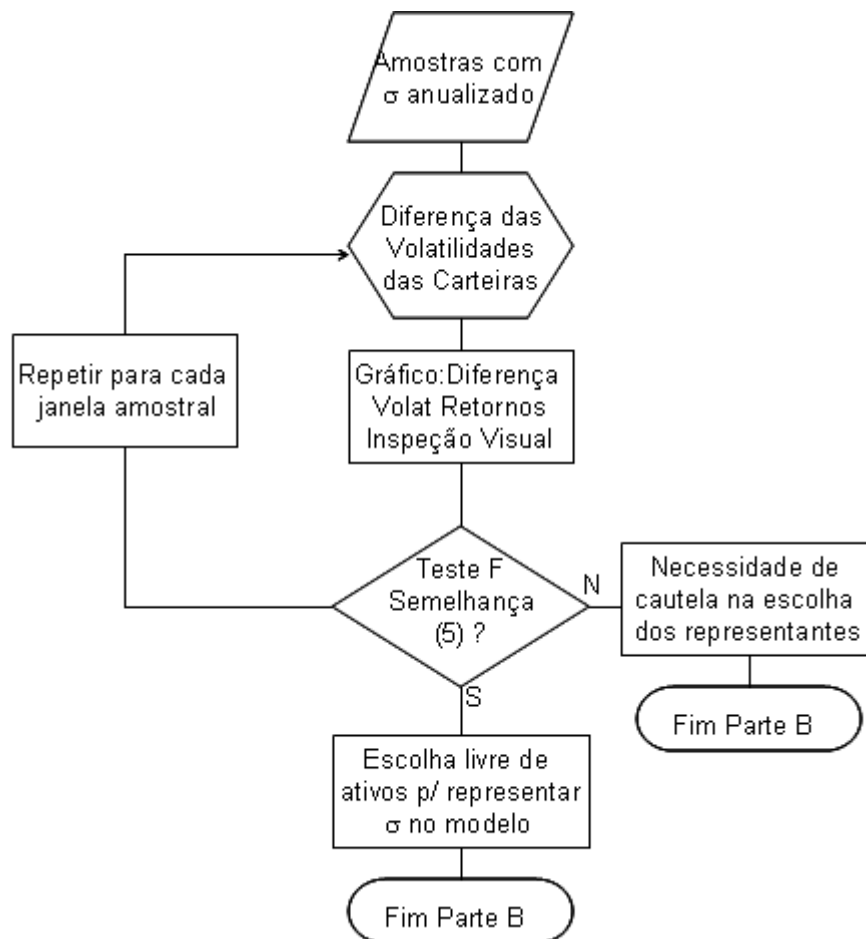 Amostras com
σ anualizado
Diferença das
Volatilidades
das Carteiras
Repetir para cada
janela amostral
Gráfico:Diferença
Volat Retornos
Inspeção Visual
Teste F
Semelhança
(5) ?
N
Necessidade de
cautela na escolha
dos representantes
Fim Parte B
S
Escolha livre de
ativos p/ representar
σ no modelo
Fim Parte B